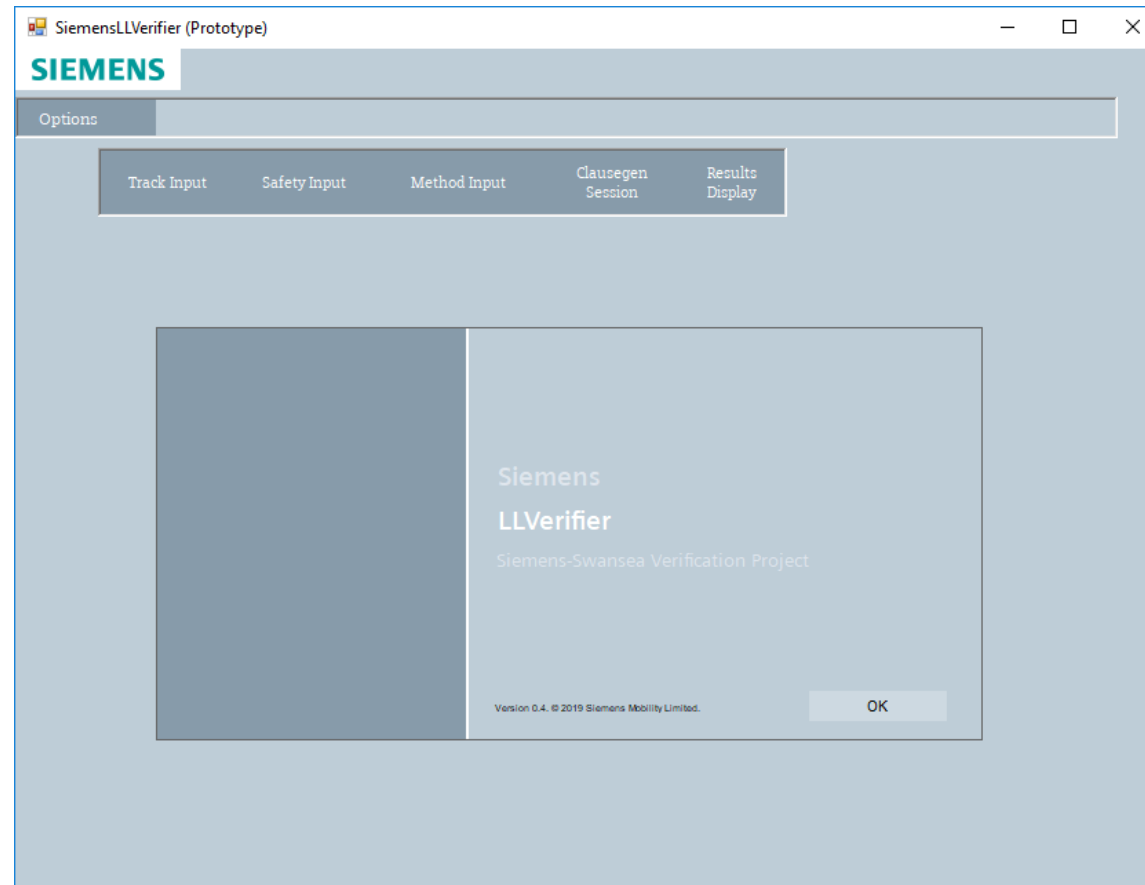 SiemensLLVerifier (Prototype)
SIEMENS
Options
Track Input
Safety Input
Method Input
Clausegen
Session
Results
Display
Siemens
LLVerifier
Siemens-Swansea Verification Project
Version 0.4. © 2019 Siemens Mobility Limited.
OK